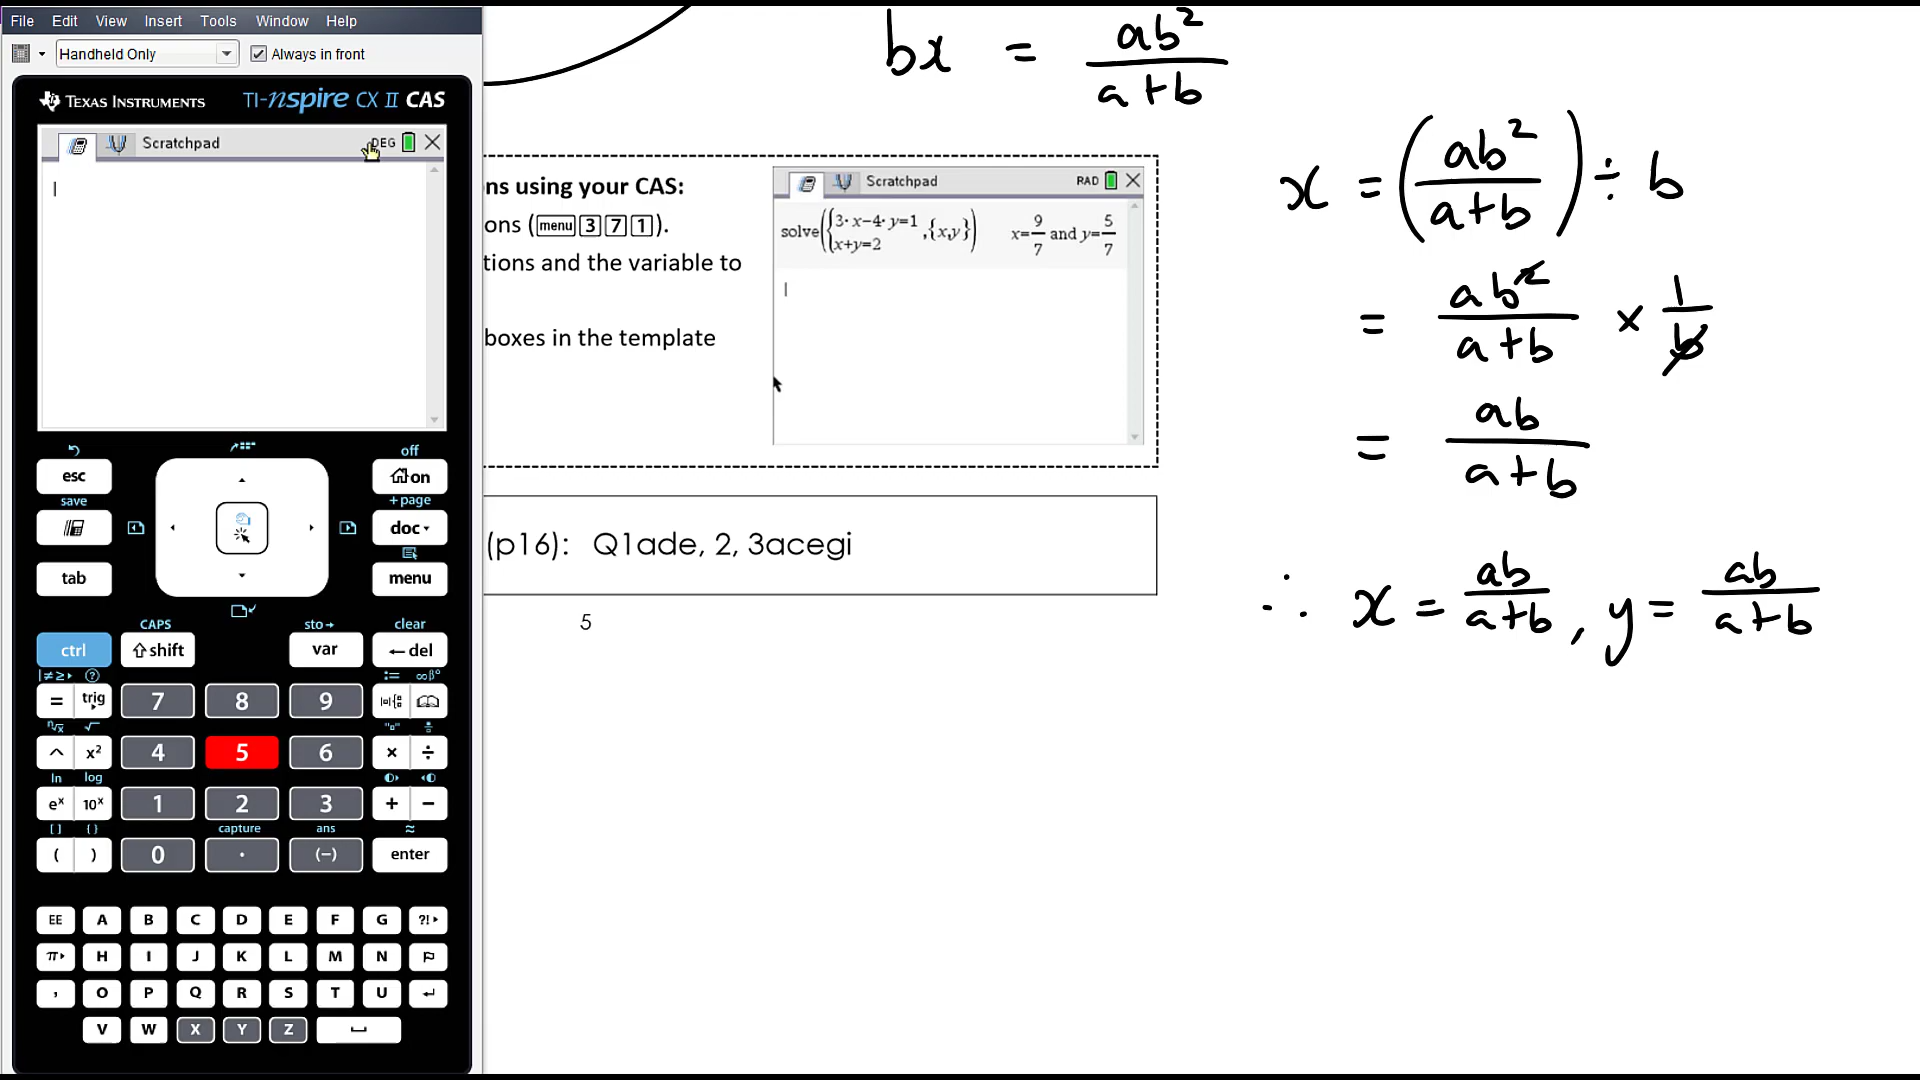 File Edit View Insert Tools Window Help
Handheld Only Always in front
TEXAS INSTRUMENTS TI-nspire CX II CAS
Scratchpad DEG
esc
save
tab
off
on
+ page
doc
menu
CAPS
sto→
clear
ctrl ⇧shift var ←del
|≠≥▸ ? := ∞β°
= trig 7 8 9
ⁿ√x √ "□"
^ x² 4 5 6 × ÷
ln log
eˣ 10ˣ 1 2 3 + −
[ ] { } capture ans ≈
( ) 0 . (−) enter
EE A B C D E F G ?!▸
π▸ H I J K L M N
, O P Q R S T U ↵
V W X Y Z
bx = ab²/(a+b)
ns using your CAS:
ons (menu 3 7 1).
tions and the variable to
boxes in the template
Scratchpad RAD
solve({3·x−4·y=1, x+y=2 ,{x,y}) x=9/7 and y=5/7
(p16): Q1ade, 2, 3acegi
5
x = (ab²/(a+b)) ÷ b
= ab²/(a+b) × 1/b
= ab/(a+b)
∴ x = ab/(a+b), y = ab/(a+b)